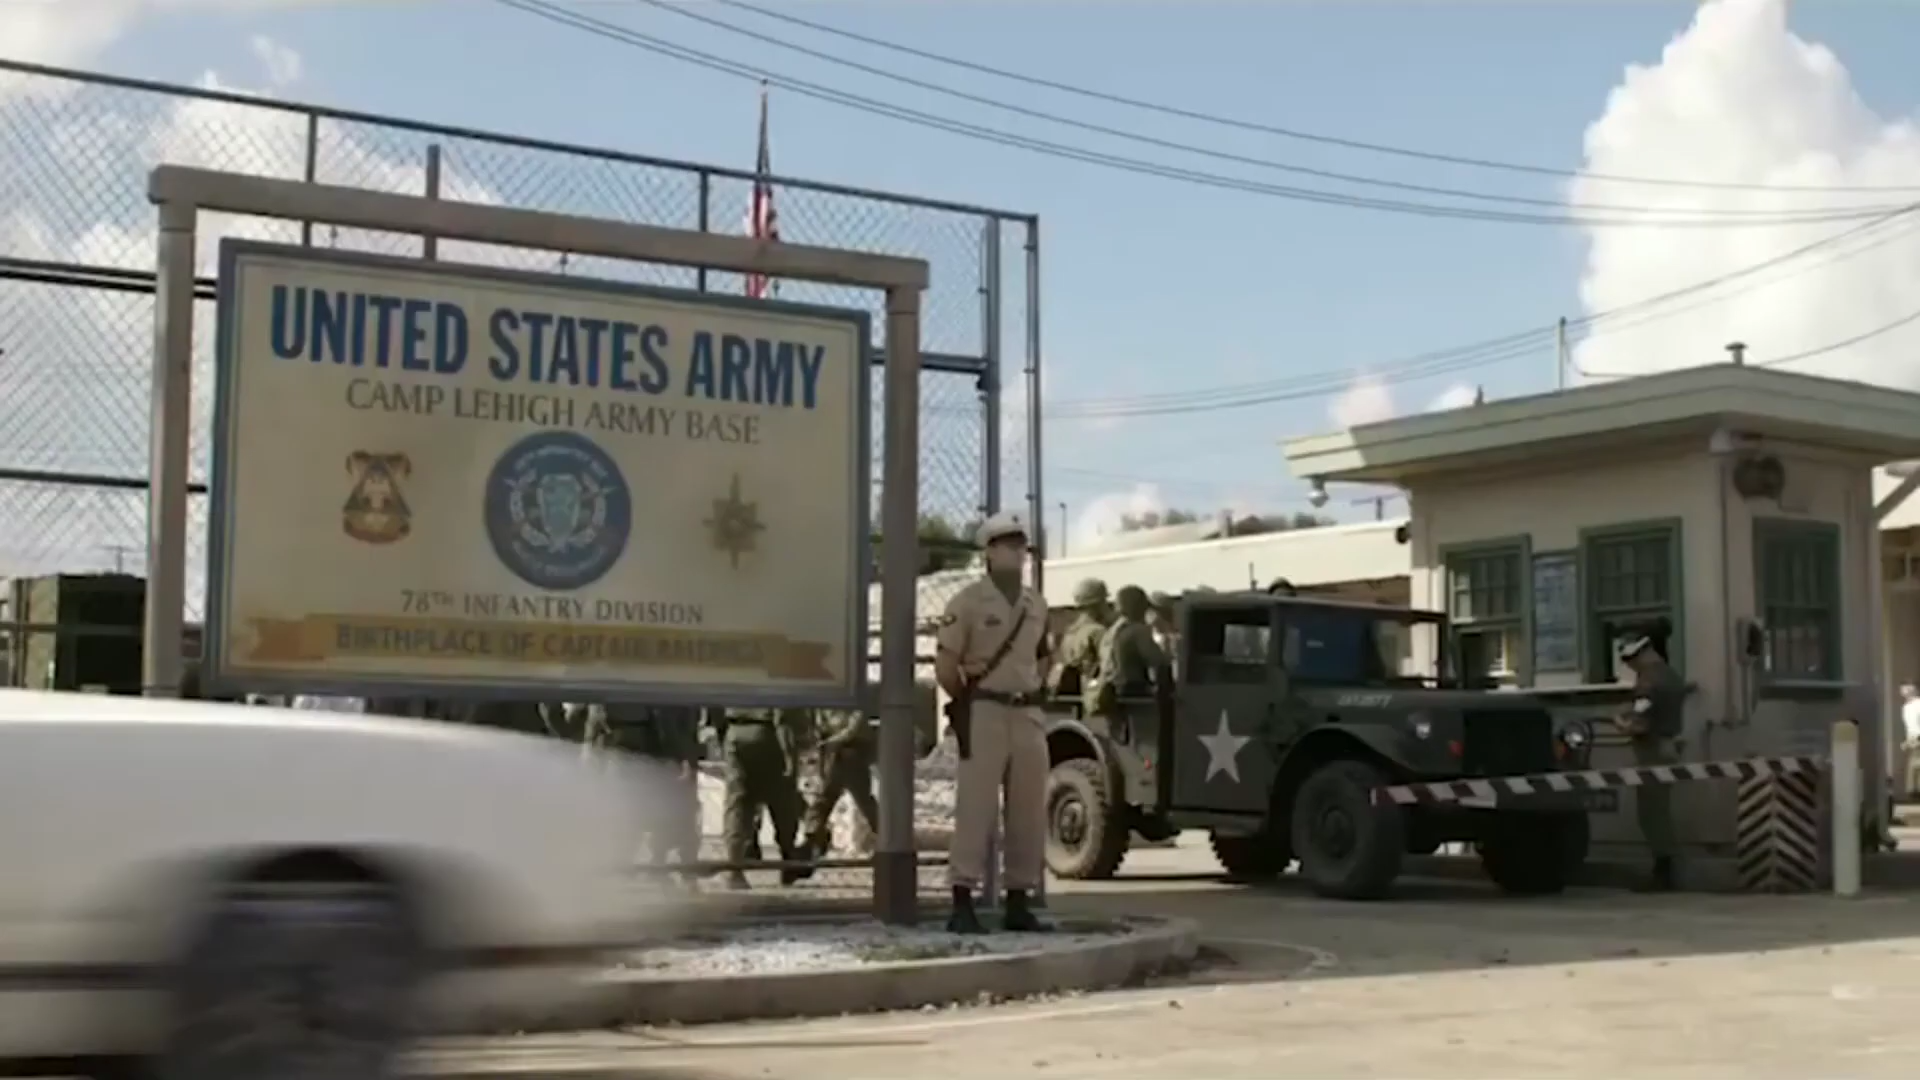 UNITED STATES ARMY
CAMP LEHIGH ARMY BASE
78TH INFANTRY DIVISION
BIRTHPLACE OF CAPTAIN AMERICA